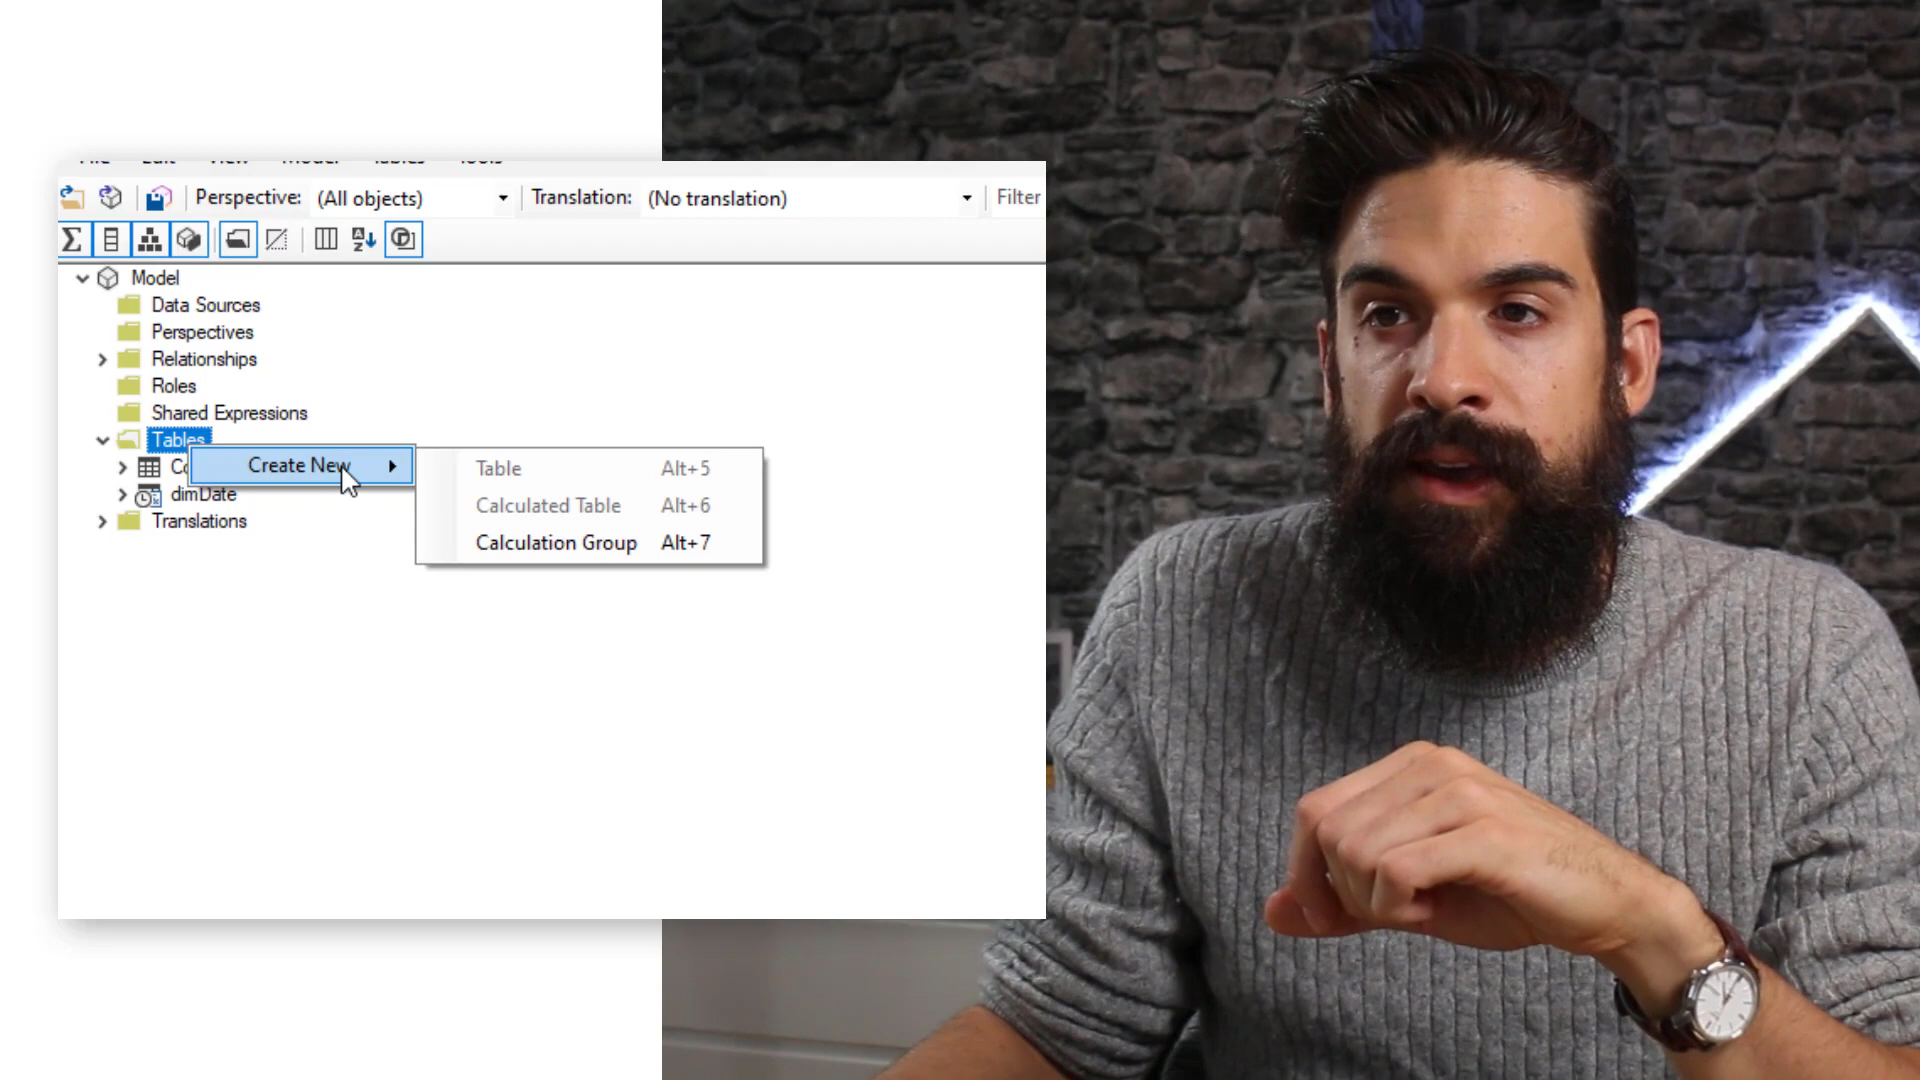 Perspective: (All objects) Translation: (No translation) Filter
Model
Data Sources
Perspectives
Relationships
Roles
Shared Expressions
Tables
Create New
Table Alt+5
Calculated Table Alt+6
Calculation Group Alt+7
dimDate
Translations